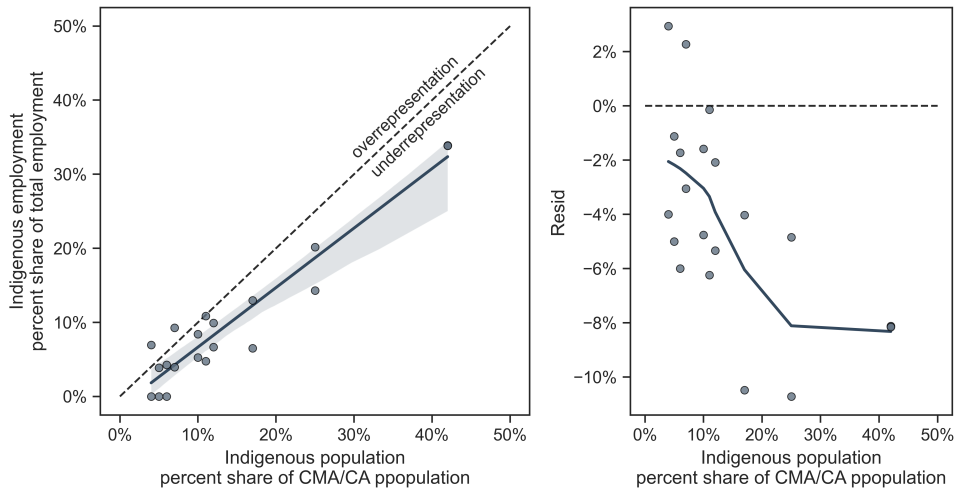 Indigenous employment
percent share of total employment
50%
40%
30%
20%
10%
0%
overrepresentation
underrepresentation
0%
10%
20%
30%
40%
50%
Indigenous population
percent share of CMA/CA ppopulation
Resid
2%
0%
−2%
−4%
−6%
−8%
−10%
0%
10%
20%
30%
40%
50%
Indigenous population
percent share of CMA/CA ppopulation